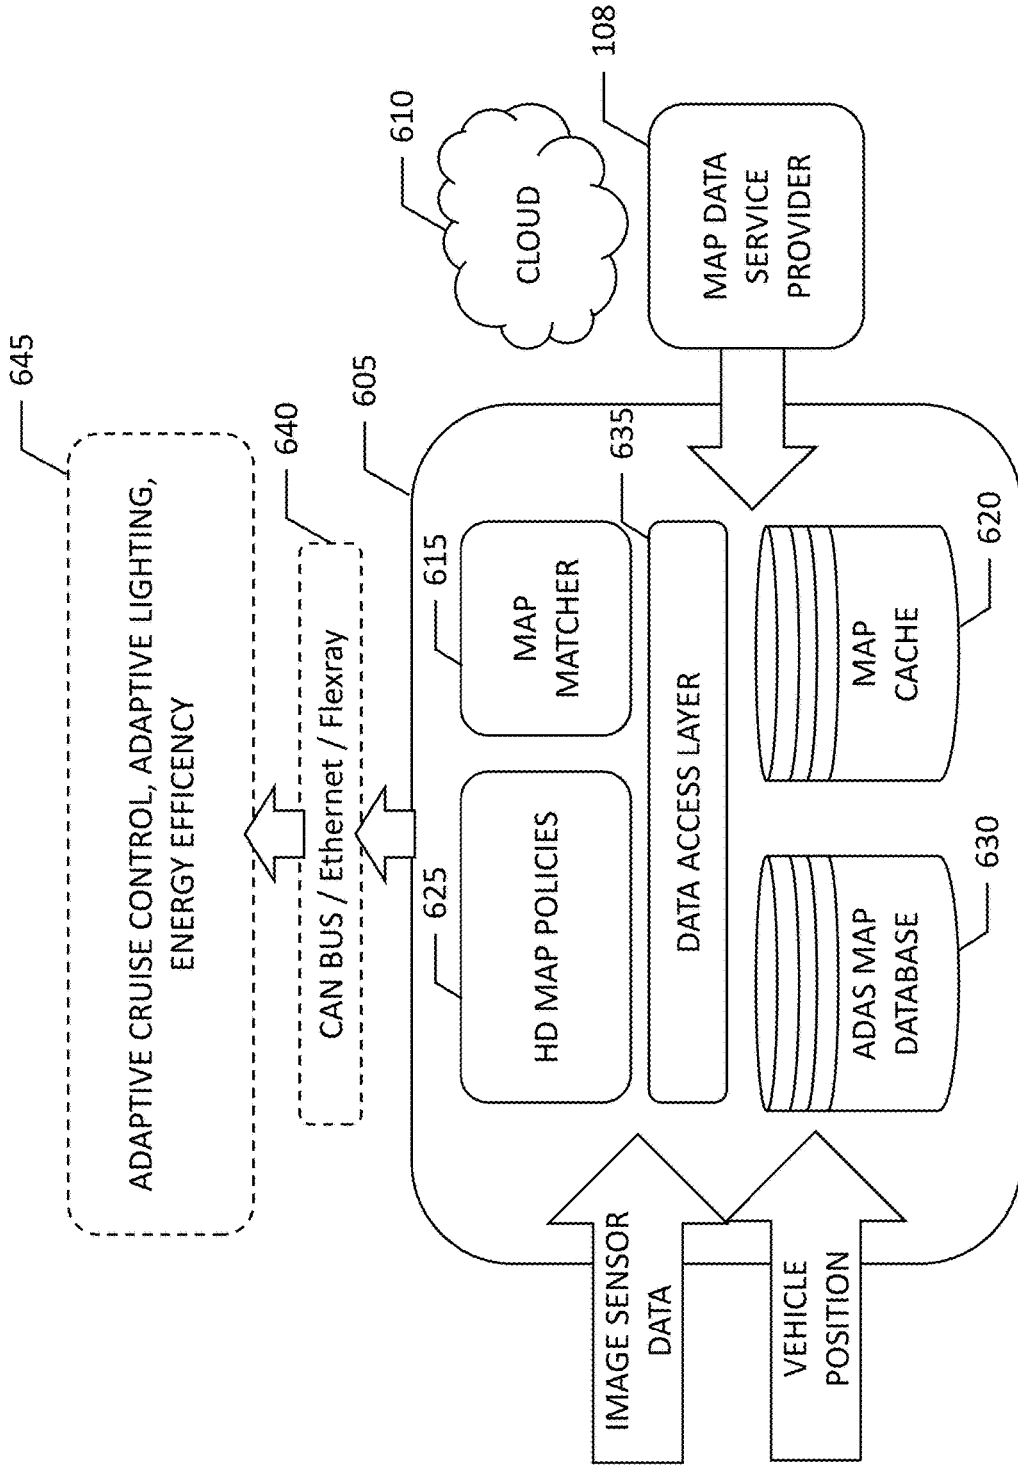 645
ADAPTIVE CRUISE CONTROL, ADAPTIVE LIGHTING,
ENERGY EFFICENCY
640
CAN BUS / Ethernet / Flexray
605
625
HD MAP POLICIES
615
MAP
MATCHER
610
CLOUD
635
DATA ACCESS LAYER
108
MAP DATA
SERVICE
PROVIDER
IMAGE SENSOR
DATA
VEHICLE
POSITION
ADAS MAP
DATABASE
630
MAP
CACHE
620